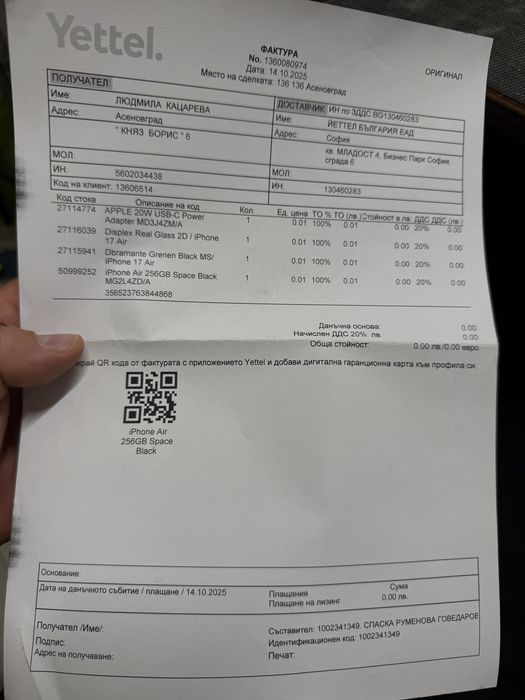 Yettel.
ФАКТУРА
No. 1360080974
Дата: 14.10.2025
Място на сделката: 136 136 Асеновград
ОРИГИНАЛ
ПОЛУЧАТЕЛ:
Име: ЛЮДМИЛА КАЦАРЕВА
Адрес: Асеновград
" КНЯЗ БОРИС " 6
МОЛ
ИН: 5602034438
Код на клиент: 13606514
ДОСТАВЧИК ИН по ЗДДС:BG130460283
Име: ЙЕТТЕЛ БЪЛГАРИЯ ЕАД
Адрес: София
кв. МЛАДОСТ 4, Бизнес Парк София, сграда 6
МОЛ:
ИН: 130460283
Код стока Описание на код Кол. Ед. цена ТО % ТО (лв.) Стойност в лв. ДДС ДДС (лв.)
27114774 APPLE 20W USB-C Power Adapter MD3J4ZM/A 1 0.01 100% 0.01 0.00 20% 0.00
27116039 Displex Real Glass 2D / iPhone 17 Air 1 0.01 100% 0.01 0.00 20% 0.00
27115941 Dbramante Grenen Black MS/ iPhone 17 Air 1 0.01 100% 0.01 0.00 20% 0.00
50999252 iPhone Air 256GB Space Black MG2L4ZD/A 1 0.01 100% 0.01 0.00 20% 0.00
356523763844868
Данъчна основа: 0.00
Начислен ДДС 20%: лв. 0.00
Обща стойност: 0.00 лв./0.00 евро
QR кода от фактурата с приложението Yettel и добави дигитална гаранционна карта към профила си.
iPhone Air
256GB Space
Black
Основание:
Дата на данъчното събитие / плащане / 14.10.2025
Плащания Сума
Плащане на лизинг 0.00 лв.
Получател /Име/:
Подпис:
Адрес на получаване:
Съставител: 1002341349. СПАСКА РУМЕНОВА ГОВЕДАРОВ
Идентификационен код: 1002341349
Печат: